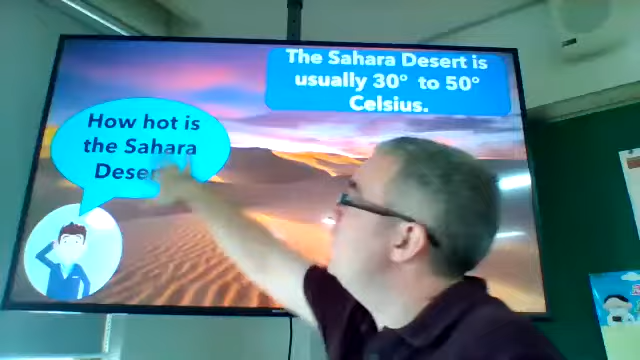 The Sahara Desert is
usually 30° to 50°
Celsius.
How hot is
the Sahara